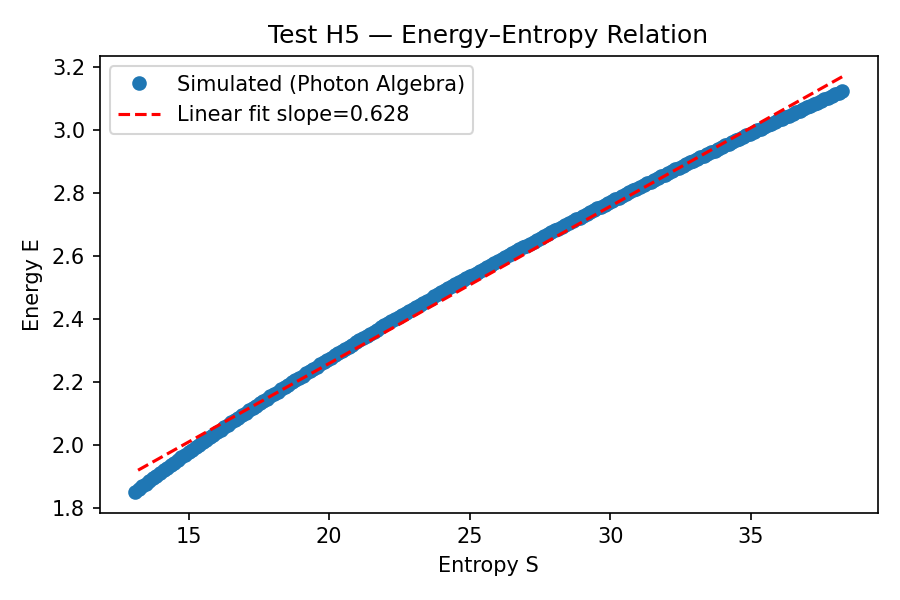 Test H5 — Energy–Entropy Relation
Simulated (Photon Algebra)
Linear fit slope=0.628
Energy E
3.2
3.0
2.8
2.6
2.4
2.2
2.0
1.8
15
20
25
30
35
Entropy S